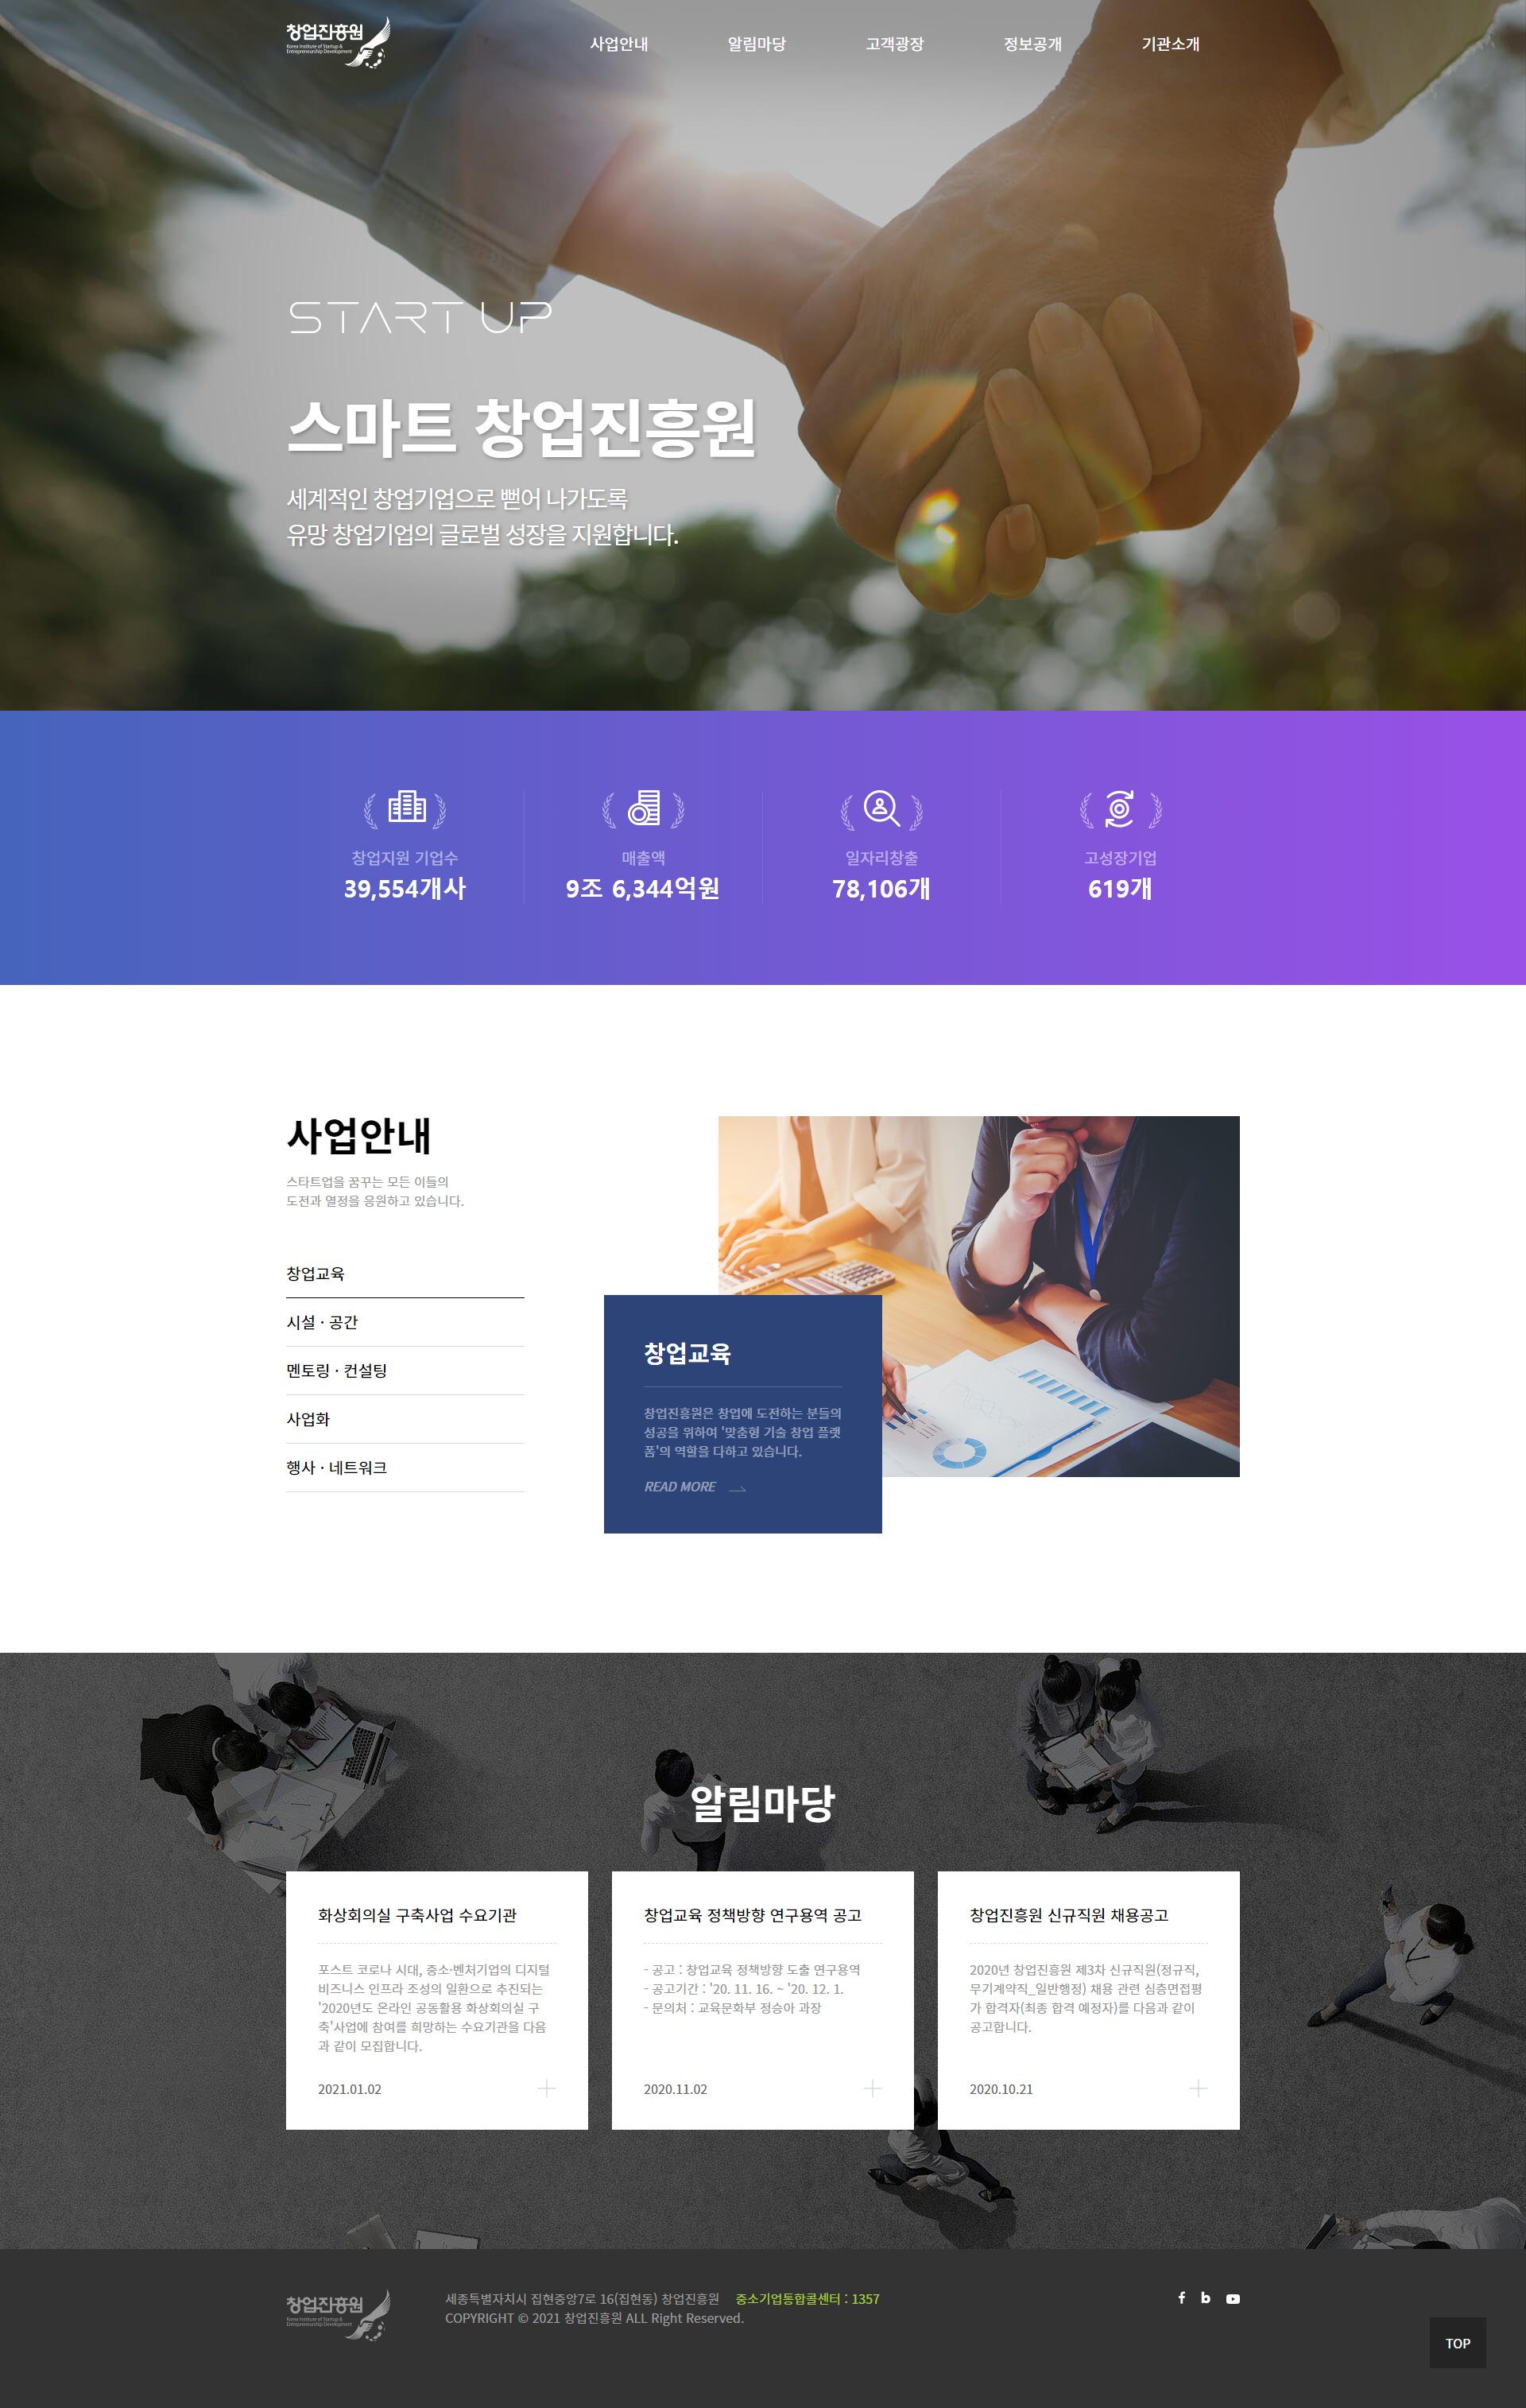 창업진흥원
Korea Institute of Startup &
Entrepreneurship Development
사업안내
알림마당
고객광장
정보공개
기관소개
START UP
스마트 창업진흥원
세계적인 창업기업으로 뻗어 나가도록
유망 창업기업의 글로벌 성장을 지원합니다.
창업지원 기업수
39,554개사
매출액
9조 6,344억원
일자리창출
78,106개
고성장기업
619개
사업안내
스타트업을 꿈꾸는 모든 이들의
도전과 열정을 응원하고 있습니다.
창업교육
시설 · 공간
멘토링 · 컨설팅
사업화
행사 · 네트워크
창업교육
창업진흥원은 창업에 도전하는 분들의
성공을 위하여 '맞춤형 기술 창업 플랫
폼'의 역할을 다하고 있습니다.
READ MORE
알림마당
화상회의실 구축사업 수요기관
포스트 코로나 시대, 중소·벤처기업의 디지털
비즈니스 인프라 조성의 일환으로 추진되는
'2020년도 온라인 공동활용 화상회의실 구
축'사업에 참여를 희망하는 수요기관을 다음
과 같이 모집합니다.
2021.01.02
창업교육 정책방향 연구용역 공고
- 공고 : 창업교육 정책방향 도출 연구용역
- 공고기간 : '20. 11. 16. ~ '20. 12. 1.
- 문의처 : 교육문화부 정승아 과장
2020.11.02
창업진흥원 신규직원 채용공고
2020년 창업진흥원 제3차 신규직원(정규직,
무기계약직_일반행정) 채용 관련 심층면접평
가 합격자(최종 합격 예정자)를 다음과 같이
공고합니다.
2020.10.21
창업진흥원
Korea Institute of Startup &
Entrepreneurship Development
세종특별자치시 집현중앙7로 16(집현동) 창업진흥원 중소기업통합콜센터 : 1357
COPYRIGHT © 2021 창업진흥원 ALL Right Reserved.
TOP